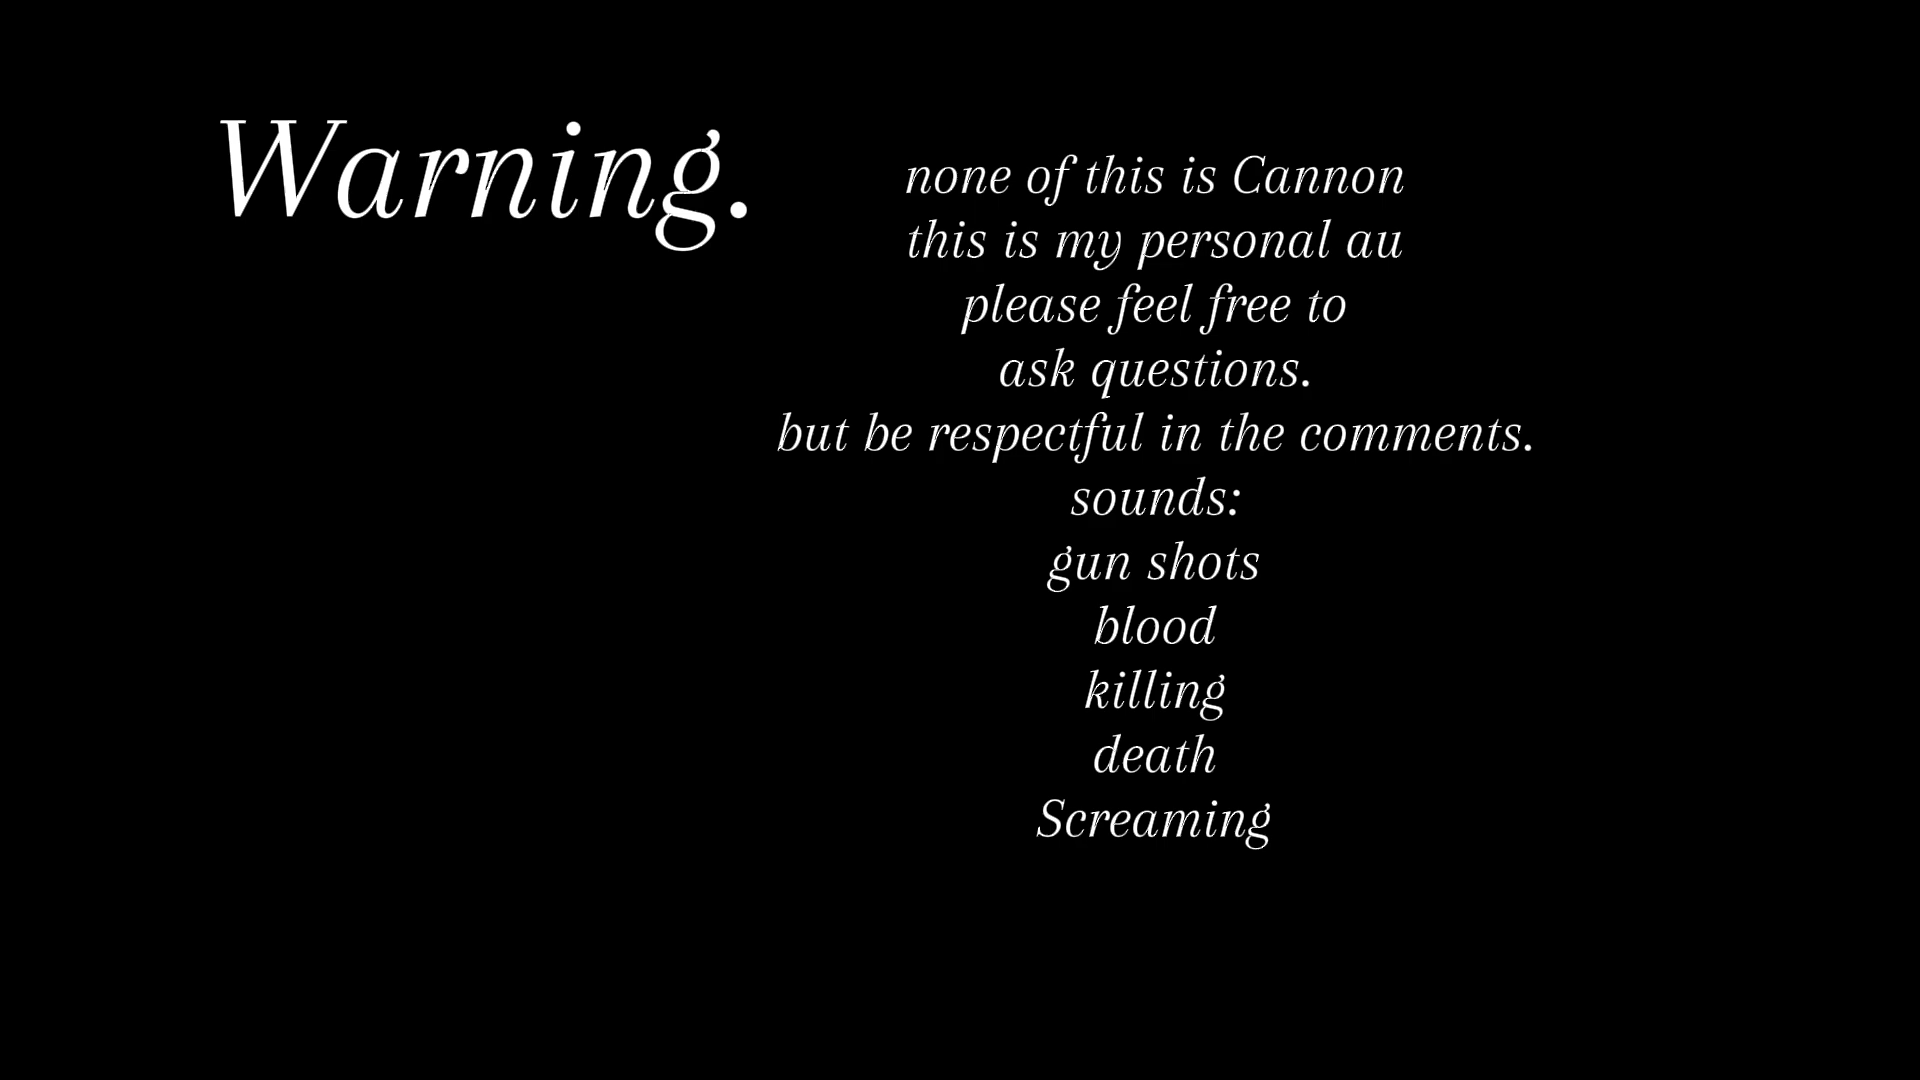 Warning.
none of this is Cannon
this is my personal au
please feel free to
ask questions.
but be respectful in the comments.
sounds:
gun shots
blood
killing
death
Screaming